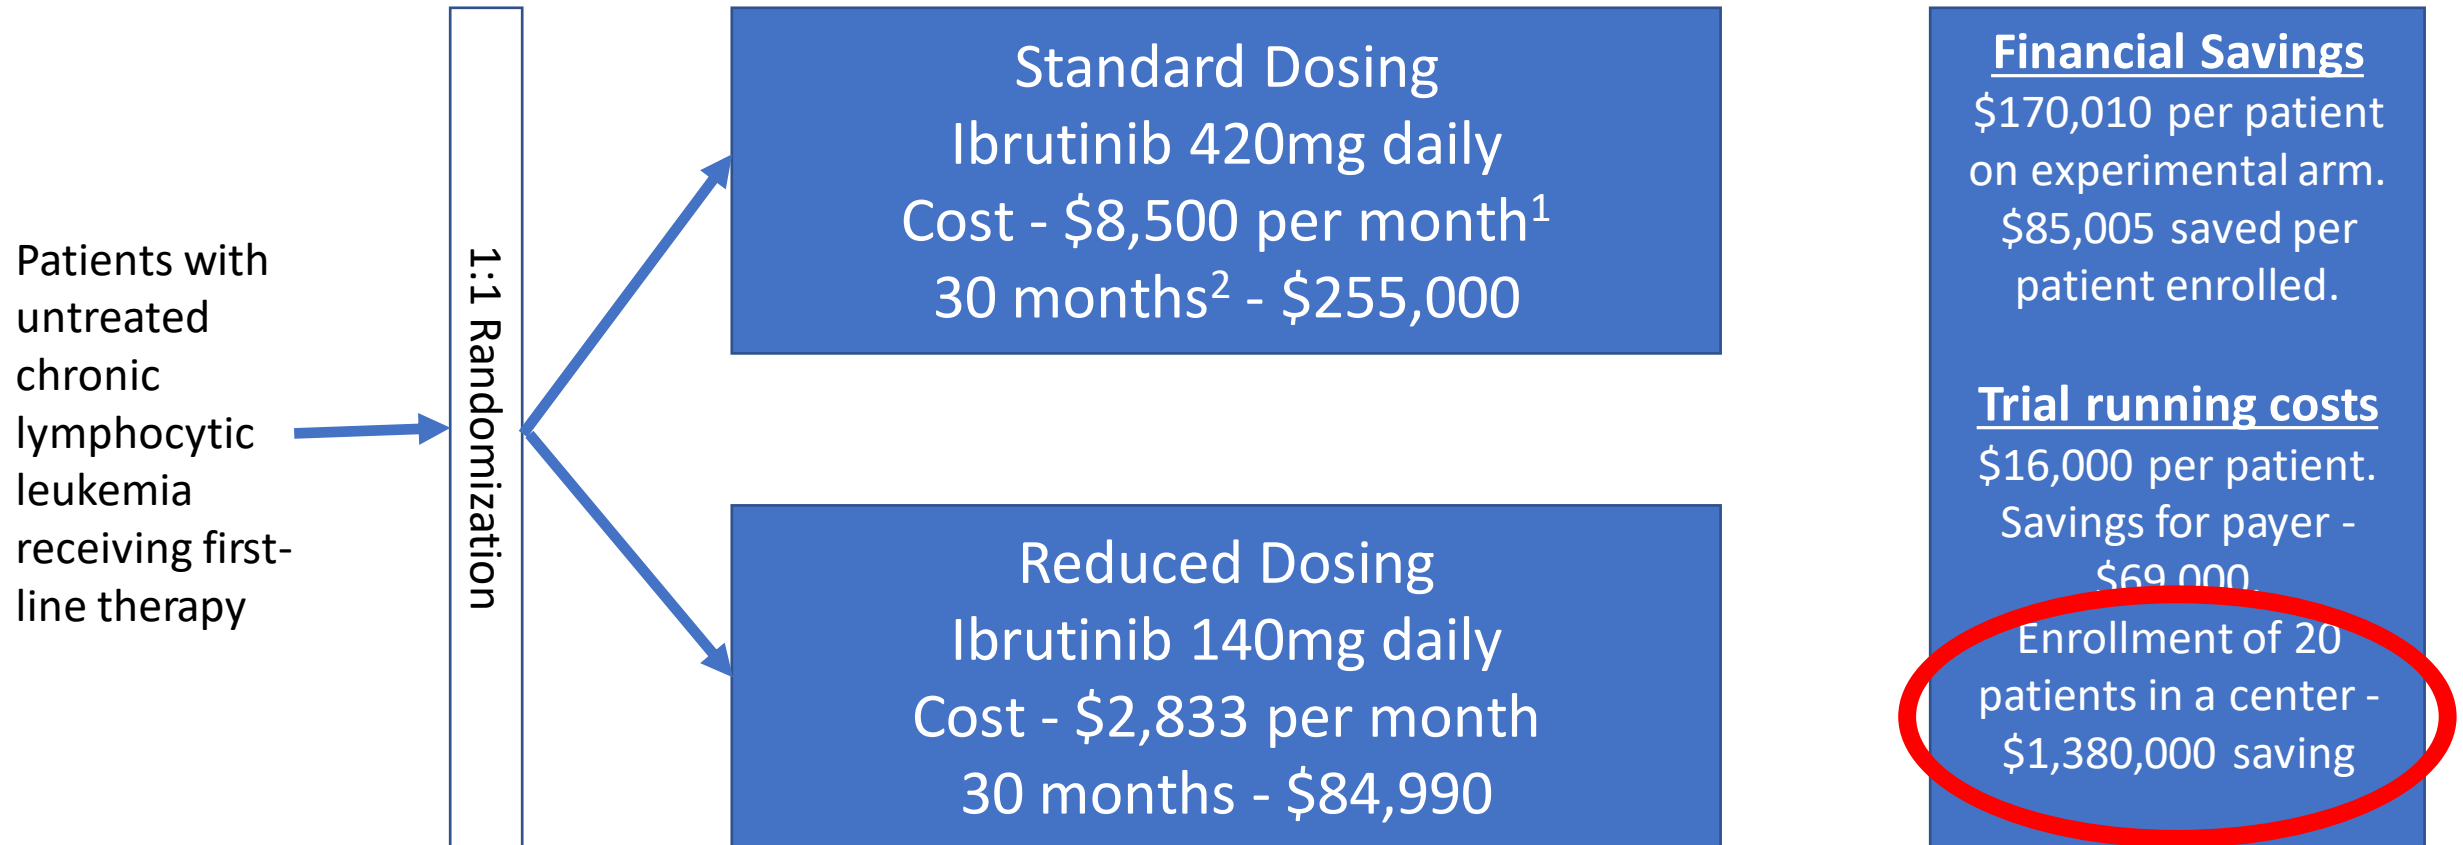 Patients with
untreated
chronic
lymphocytic
leukemia
receiving first-
line therapy
1:1 Randomization
Standard Dosing
Ibrutinib 420mg daily
Cost - $8,500 per month1
30 months2 - $255,000
Reduced Dosing
Ibrutinib 140mg daily
Cost - $2,833 per month
30 months - $84,990
Financial Savings
$170,010 per patient
on experimental arm.
$85,005 saved per
patient enrolled.
Trial running costs
$16,000 per patient.
Savings for payer -
$69,000.
Enrollment of 20
patients in a center -
$1,380,000 saving